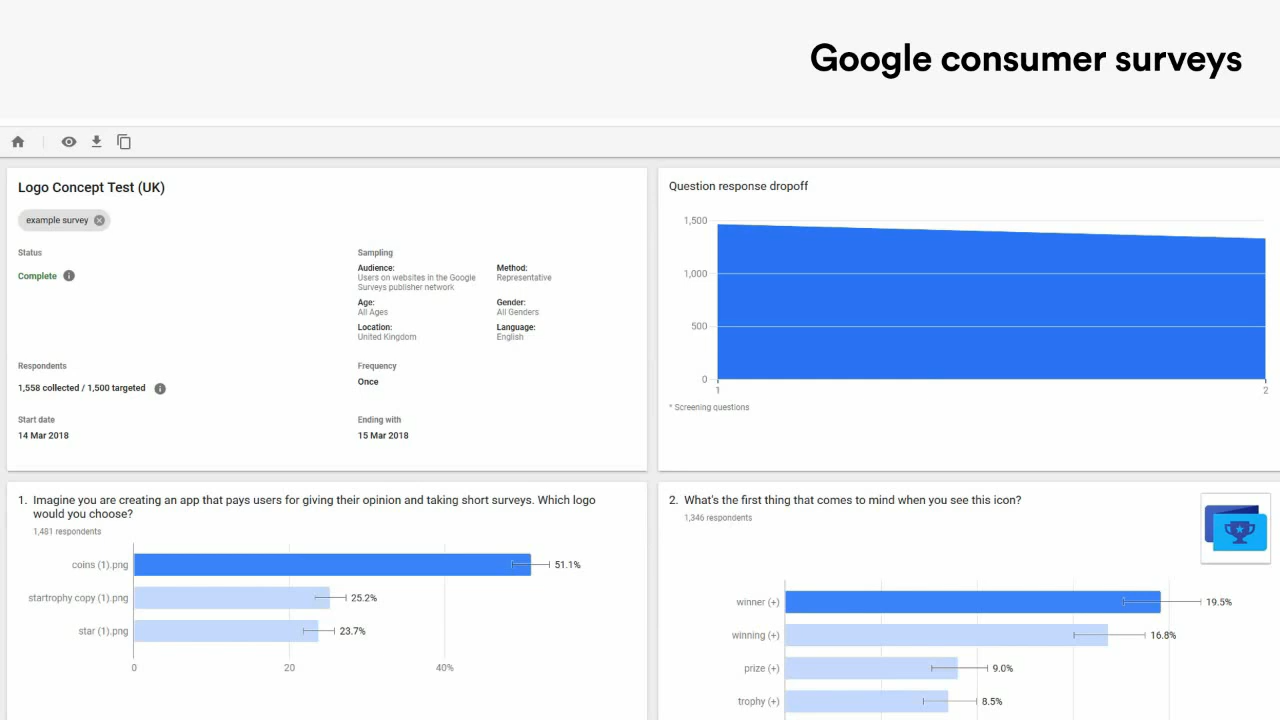 Google consumer surveys
Logo Concept Test (UK)
example survey
Status
Complete
Sampling
Audience:
Users on websites in the Google
Surveys publisher network
Method:
Representative
Age:
All Ages
Gender:
All Genders
Location:
United Kingdom
Language:
English
Respondents
1,558 collected / 1,500 targeted
Frequency
Once
Start date
14 Mar 2018
Ending with
15 Mar 2018
Question response dropoff
1,500
1,000
500
0
1
2
* Screening questions
1. Imagine you are creating an app that pays users for giving their opinion and taking short surveys. Which logo
would you choose?
1,481 respondents
coins (1).png
51.1%
startrophy copy (1).png
25.2%
star (1).png
23.7%
0
20
40%
2. What's the first thing that comes to mind when you see this icon?
1,346 respondents
winner (+)
19.5%
winning (+)
16.8%
prize (+)
9.0%
trophy (+)
8.5%